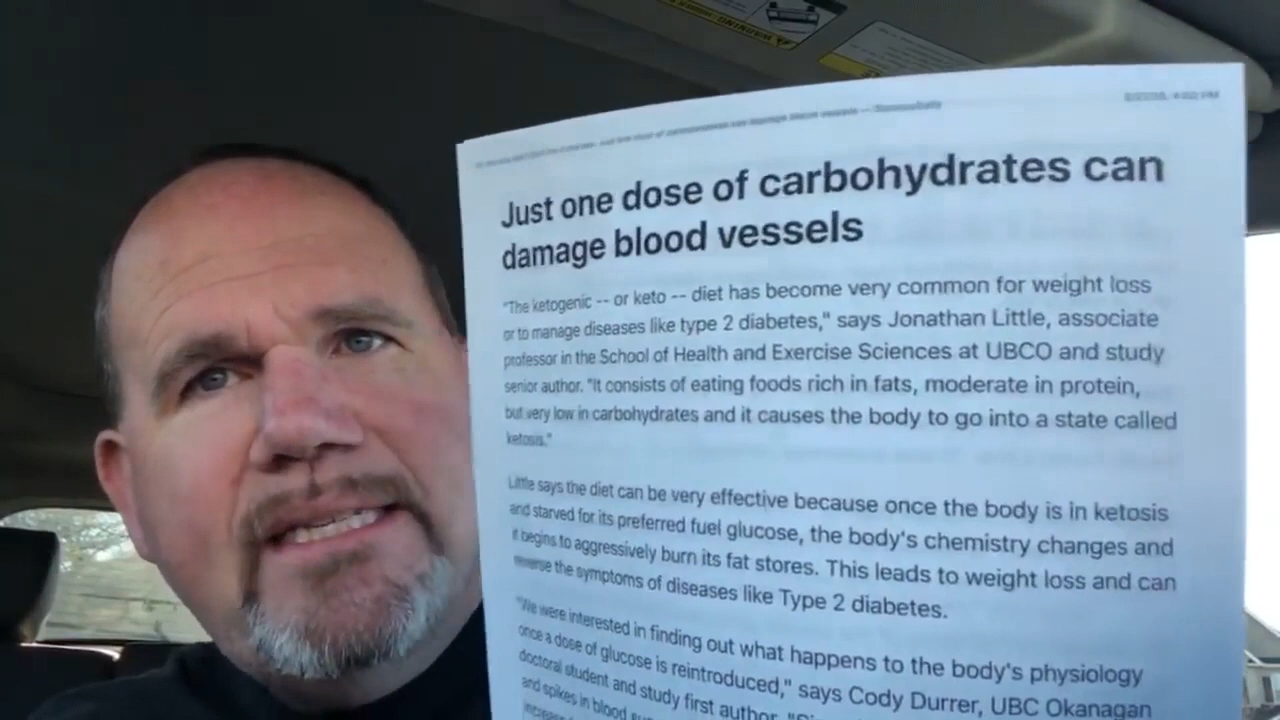 WARNING
Just one dose of carbohydrates can
damage blood vessels
"The ketogenic -- or keto -- diet has become very common for weight loss
or to manage diseases like type 2 diabetes," says Jonathan Little, associate
professor in the School of Health and Exercise Sciences at UBCO and study
senior author. "It consists of eating foods rich in fats, moderate in protein,
but very low in carbohydrates and it causes the body to go into a state called
ketosis."
Little says the diet can be very effective because once the body is in ketosis
and starved for its preferred fuel glucose, the body's chemistry changes and
it begins to aggressively burn its fat stores. This leads to weight loss and can
reverse the symptoms of diseases like Type 2 diabetes.
"We were interested in finding out what happens to the body's physiology
once a dose of glucose is reintroduced," says Cody Durrer, UBC Okanagan
doctoral student and study first author.
and spikes in blood